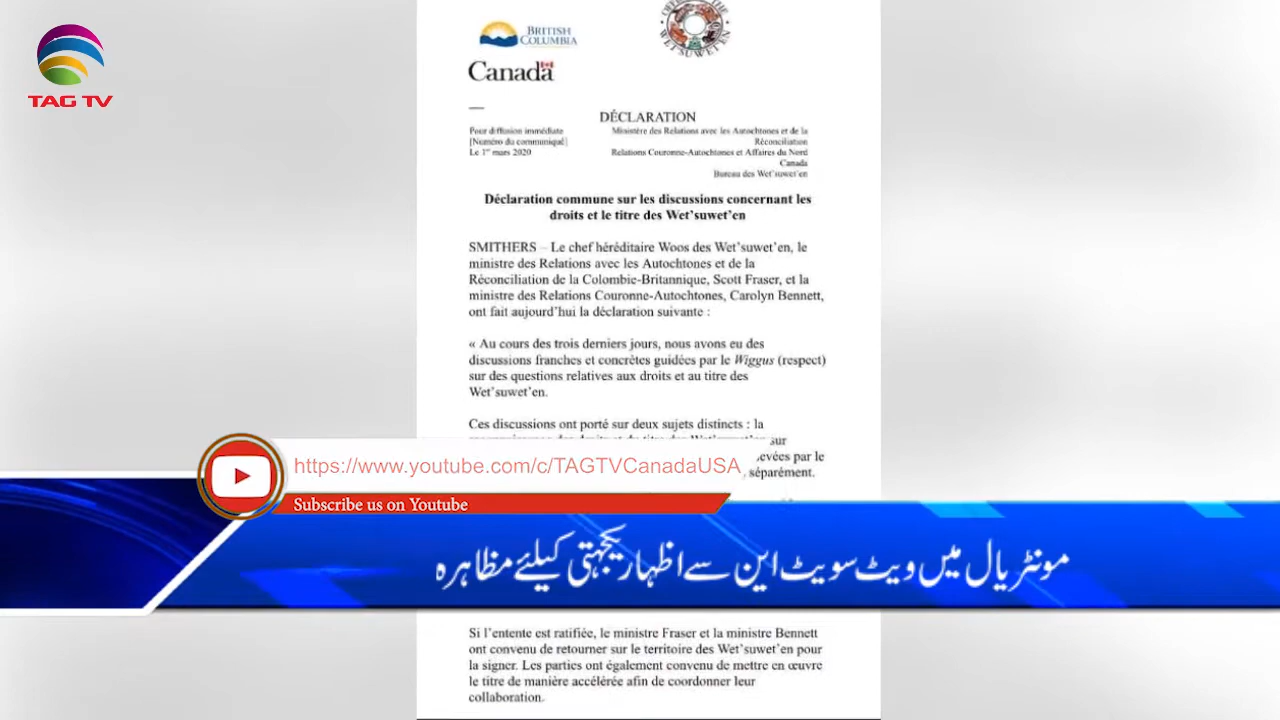 TAG TV
BRITISH
COLUMBIA
Canada
DÉCLARATION
Pour diffusion immédiate
[Numéro du communiqué]
Le 1er mars 2020
Ministère des Relations avec les Autochtones et de la
Réconciliation
Relations Couronne-Autochtones et Affaires du Nord
Canada
Bureau des Wet'suwet'en
Déclaration commune sur les discussions concernant les
droits et le titre des Wet'suwet'en
SMITHERS – Le chef héréditaire Woos des Wet'suwet'en, le
ministre des Relations avec les Autochtones et de la
Réconciliation de la Colombie-Britannique, Scott Fraser, et la
ministre des Relations Couronne-Autochtones, Carolyn Bennett,
ont fait aujourd'hui la déclaration suivante :
« Au cours des trois derniers jours, nous avons eu des
discussions franches et concrètes guidées par le Wiggus (respect)
sur des questions relatives aux droits et au titre des
Wet'suwet'en.
Ces discussions ont porté sur deux sujets distincts : la
sur
par le
séparément.
https://www.youtube.com/c/TAGTVCanadaUSA
Subscribe us on Youtube
مونٹریال میں ویٹ سویٹ این سے اظہار یکجہتی کیلئے مظاہرہ
Si l'entente est ratifiée, le ministre Fraser et la ministre Bennett
ont convenu de retourner sur le territoire des Wet'suwet'en pour
la signer. Les parties ont également convenu de mettre en œuvre
le titre de manière accélérée afin de coordonner leur
collaboration.